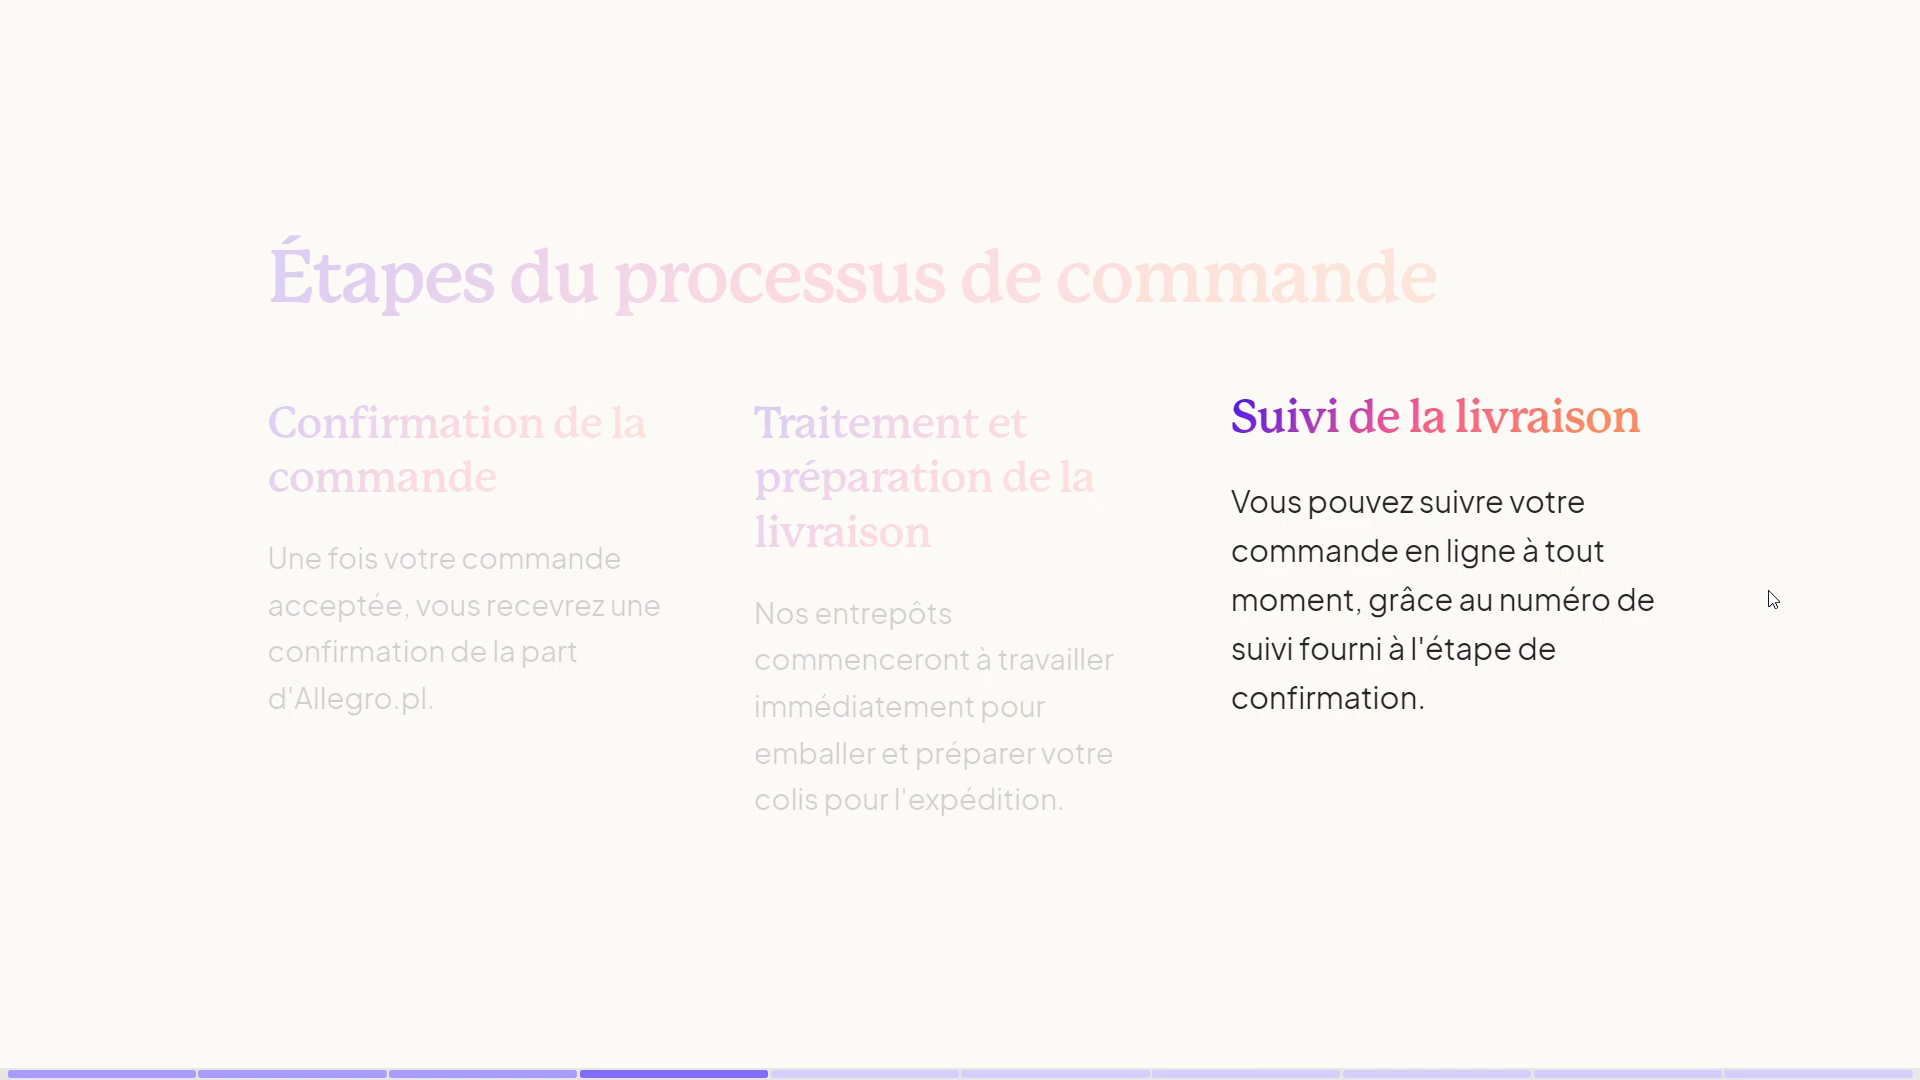 Étapes du processus de commande
Confirmation de la
commande
Une fois votre commande
acceptée, vous recevrez une
confirmation de la part
d'Allegro.pl.
Traitement et
préparation de la
livraison
Nos entrepôts
commenceront à travailler
immédiatement pour
emballer et préparer votre
colis pour l'expédition.
Suivi de la livraison
Vous pouvez suivre votre
commande en ligne à tout
moment, grâce au numéro de
suivi fourni à l'étape de
confirmation.